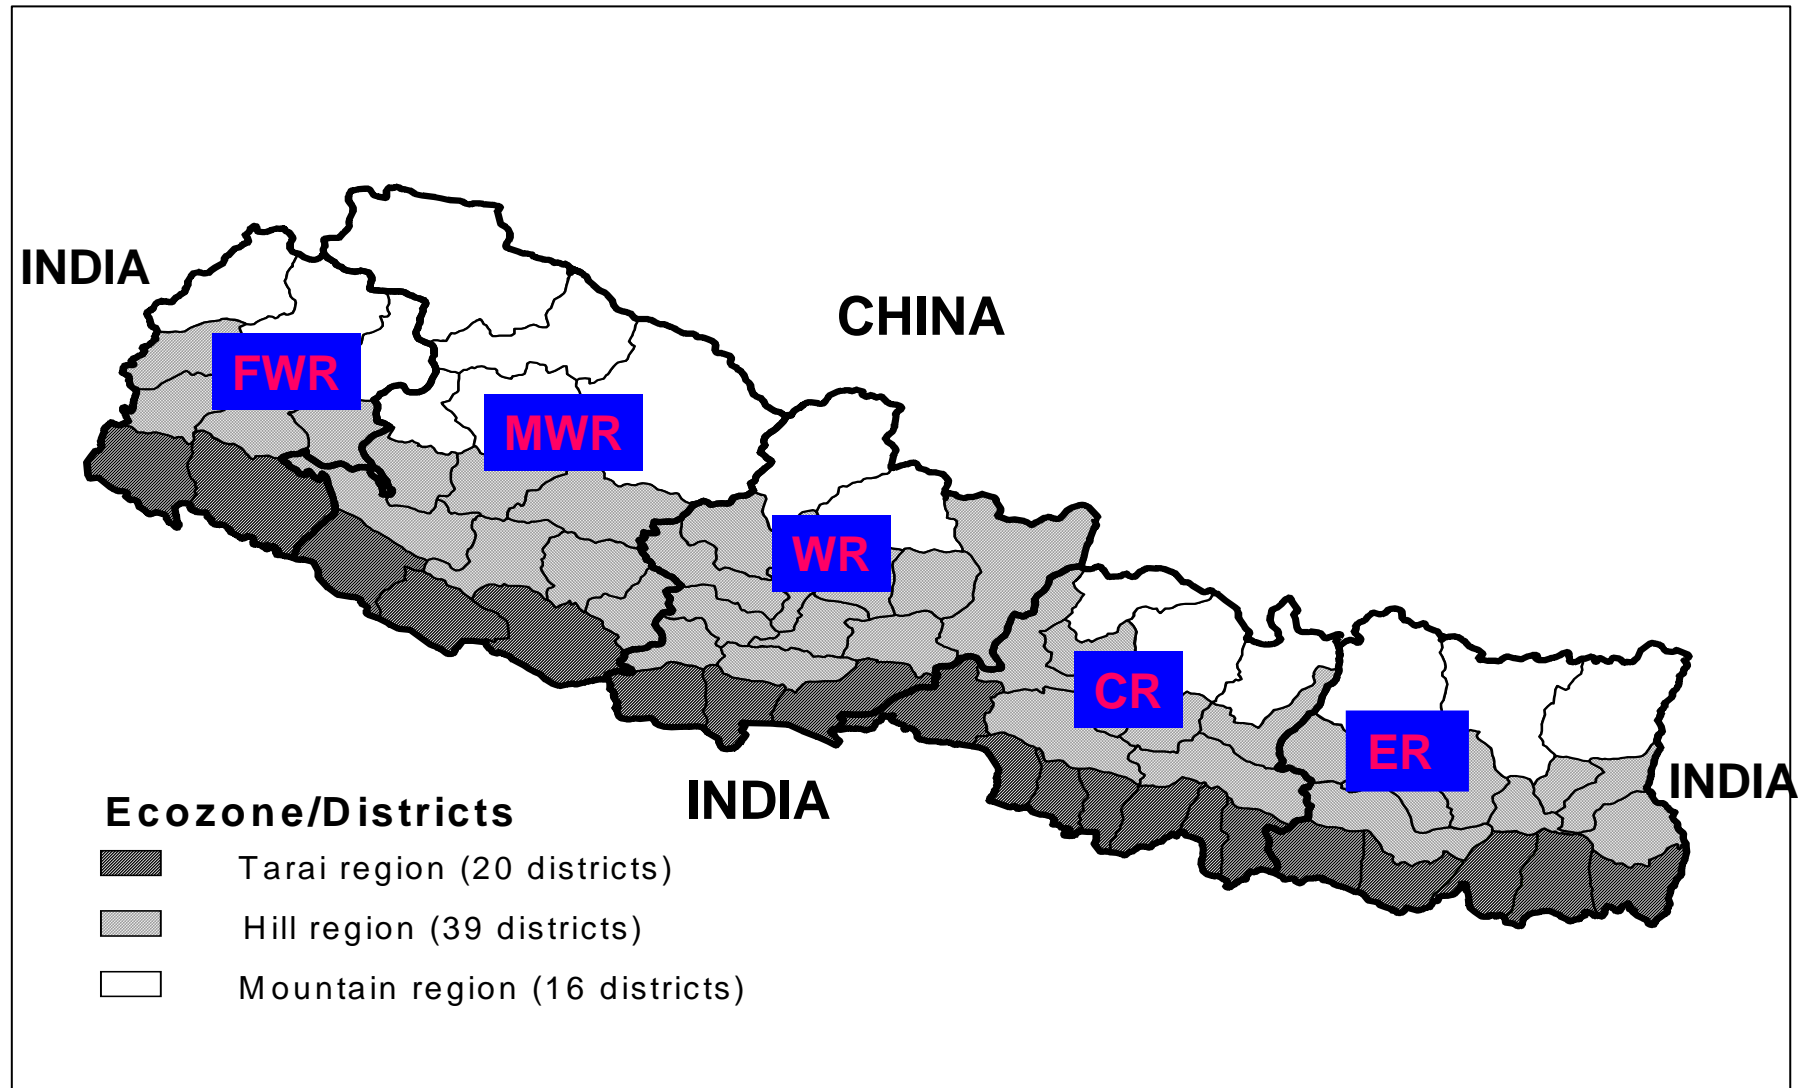 INDIA
CHINA
FWR
MWR
WR
CR
ER
INDIA
INDIA
Ecozone/Districts
Tarai region (20 districts)
Hill region (39 districts)
Mountain region (16 districts)